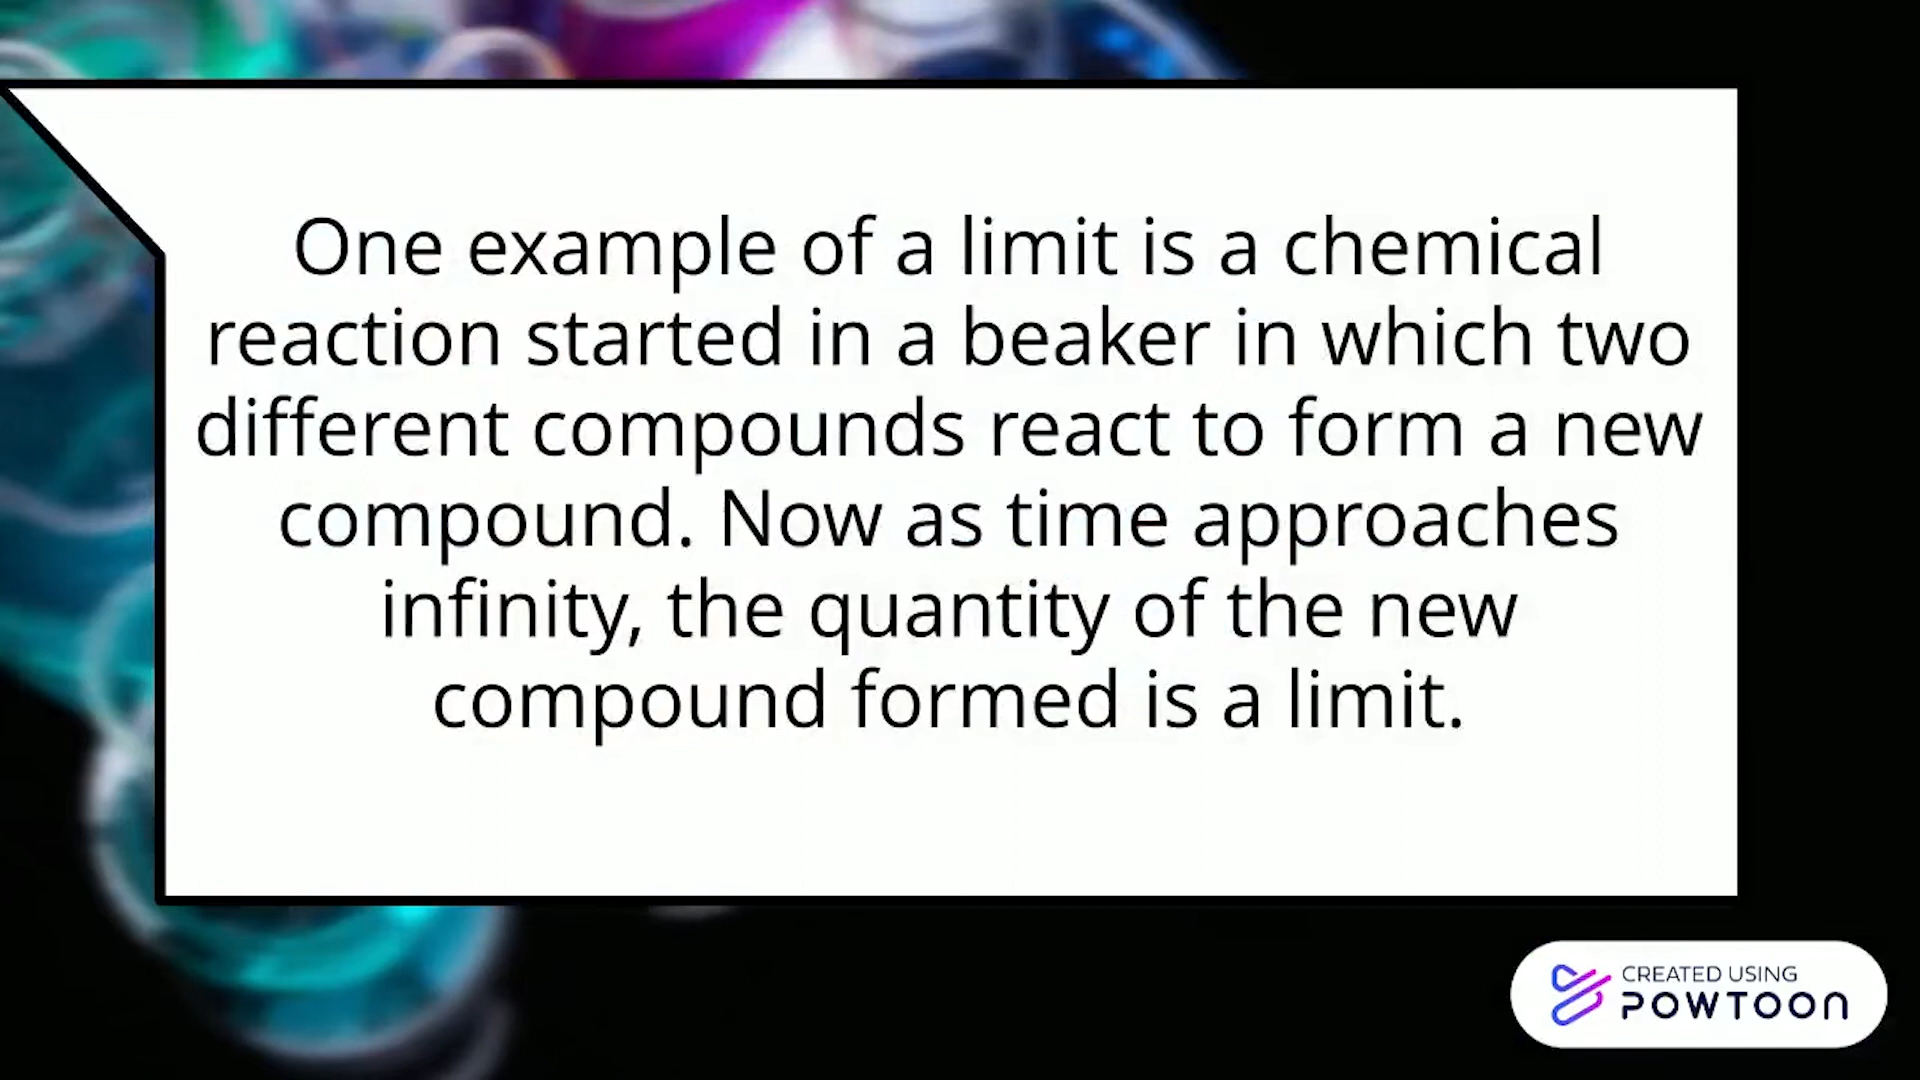 One example of a limit is a chemical
reaction started in a beaker in which two
different compounds react to form a new
compound. Now as time approaches
infinity, the quantity of the new
compound formed is a limit.
CREATED USING
POWTOON